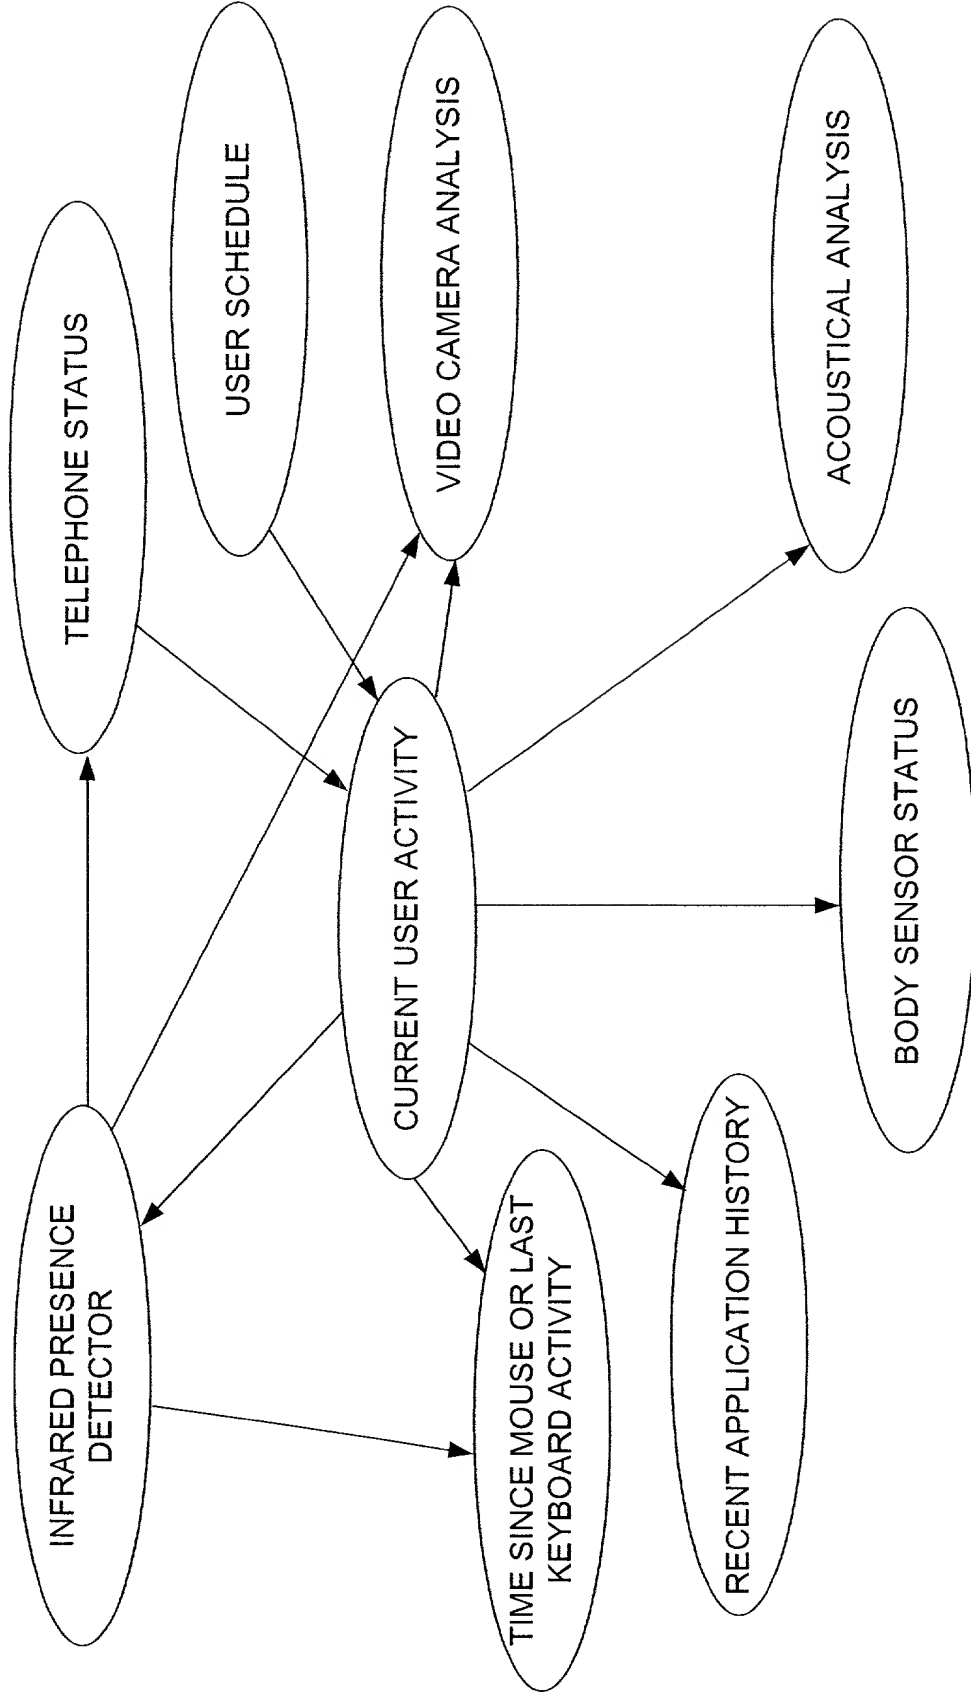 INFRARED PRESENCE
DETECTOR
TELEPHONE STATUS
USER SCHEDULE
CURRENT USER ACTIVITY
VIDEO CAMERA ANALYSIS
TIME SINCE MOUSE OR LAST
KEYBOARD ACTIVITY
RECENT APPLICATION HISTORY
BODY SENSOR STATUS
ACOUSTICAL ANALYSIS